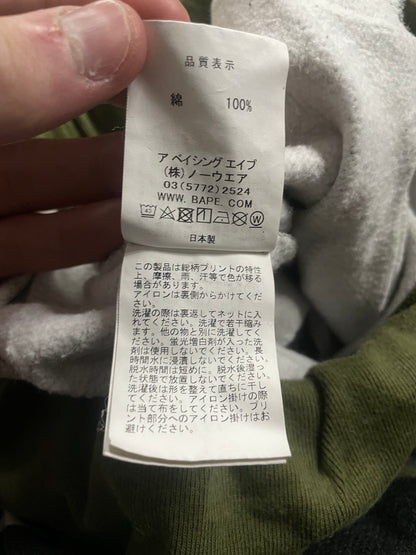 品質表示
綿 100%
ア ベイシング エイプ
(株) ノーウエア
03(5772)2524
WWW. BAPE. COM
40
日本製
この製品は総柄プリントの特性
上、摩擦、雨、汗等で色が移る
場合があります。
アイロンは裏側からかけてくだ
さい。
洗濯の際は裏返してネットに入
れてください。洗濯で若干縮み
ます。他の物と別に洗濯してく
ださい。蛍光増白剤が入った洗
剤は使用しないでください。長
時間水に浸漬しないでください。
脱水時間は短めに。脱水後湿っ
た状態で放置しないでください。
洗濯後は形を整えて直ちに干し
てください。アイロン掛けの際
は当て布をしてください。プリ
ント部分へのアイロン掛けはお
避けください。